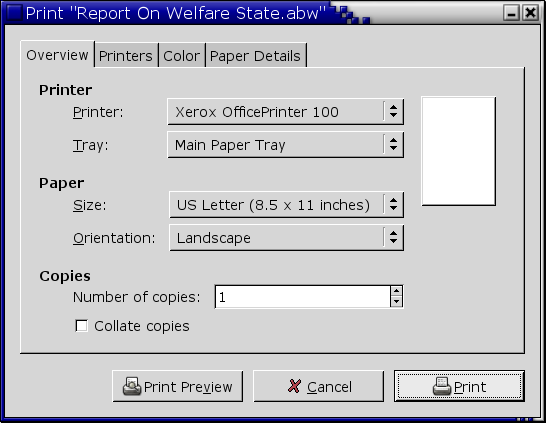 Print "Report On Welfare State.abw"
Overview Printers Color Paper Details
Printer
Printer: Xerox OfficePrinter 100
Tray: Main Paper Tray
Paper
Size: US Letter (8.5 x 11 inches)
Orientation: Landscape
Copies
Number of copies: 1
Collate copies
Print Preview Cancel Print